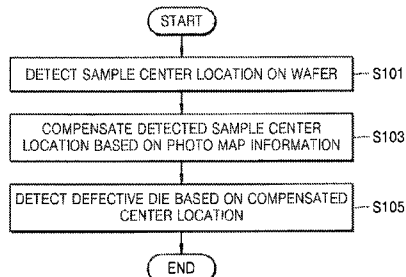 START
DETECT SAMPLE CENTER LOCATION ON WAFER
S101
COMPENSATE DETECTED SAMPLE CENTER
LOCATION BASED ON PHOTO MAP INFORMATION
S103
DETECT DEFECTIVE DIE BASED ON COMPENSATED
CENTER LOCATION
S105
END